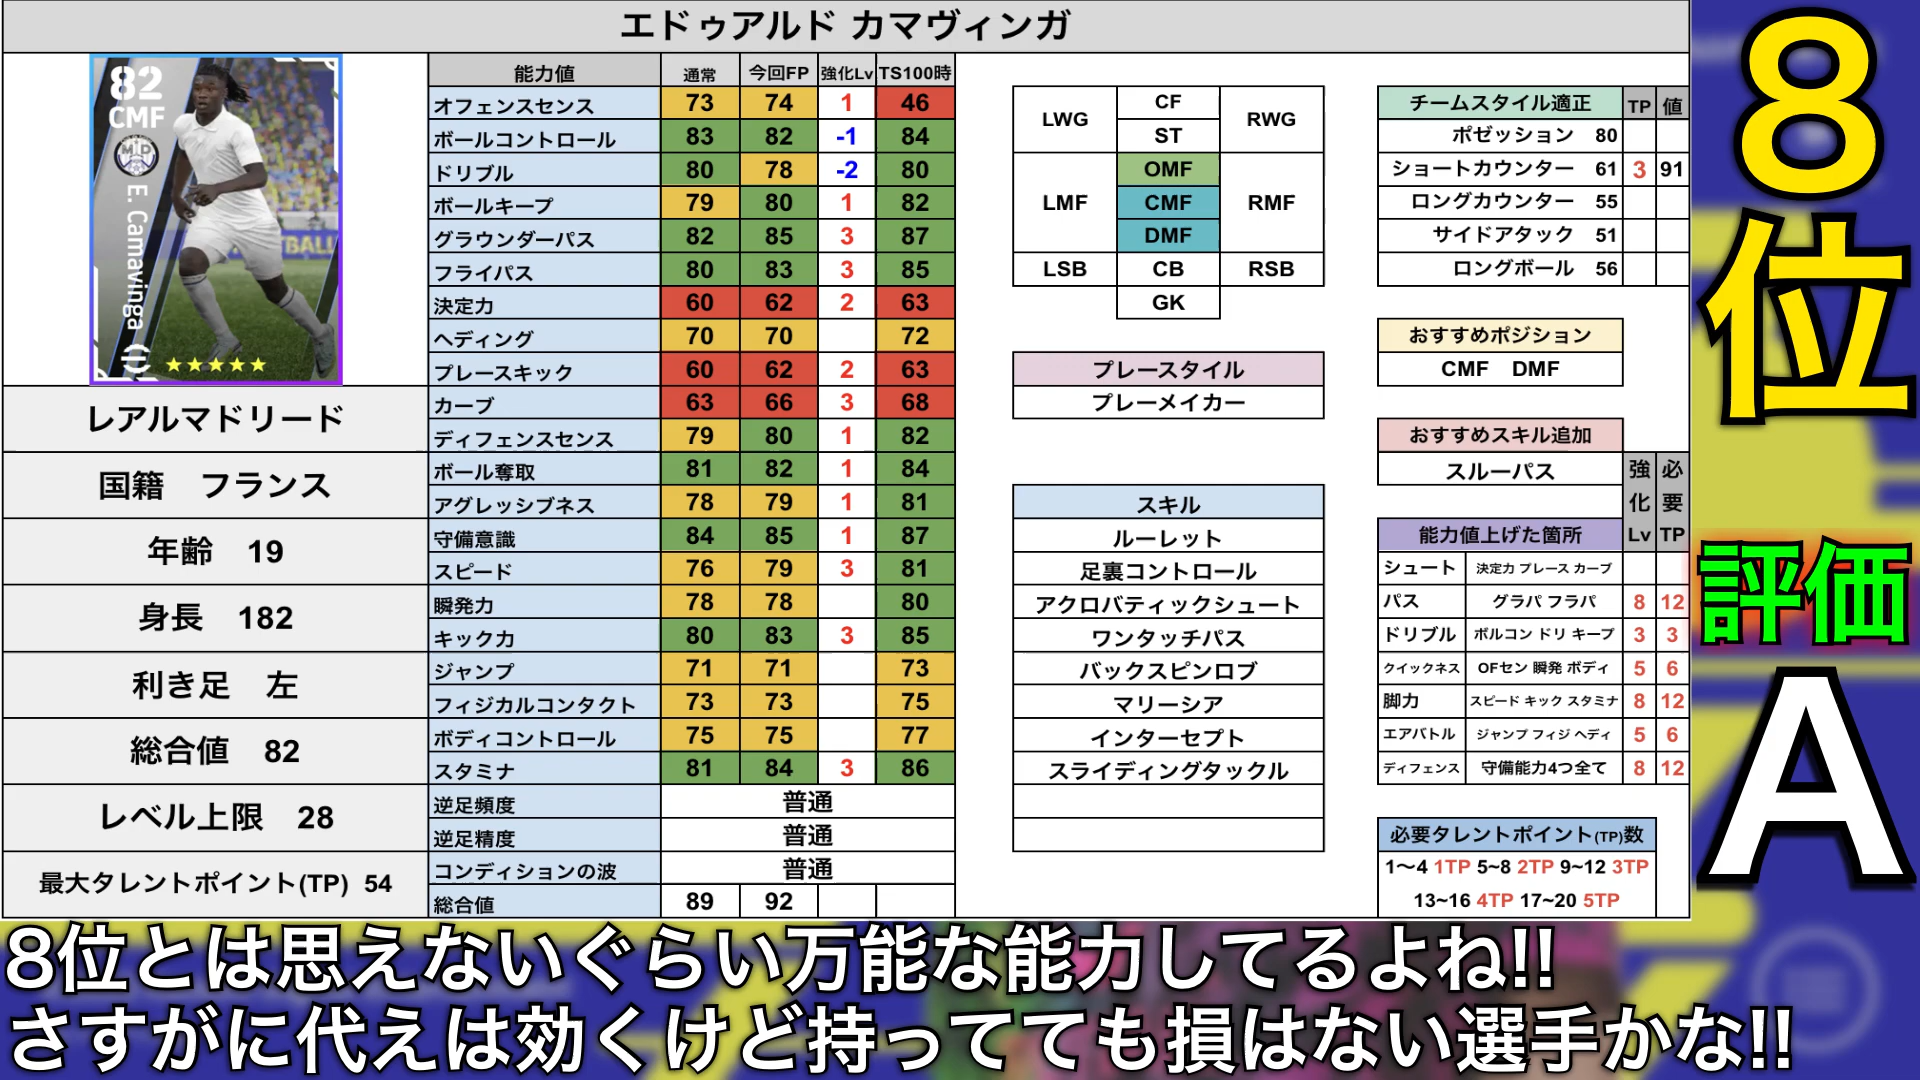 エドゥアルド カマヴィンガ
82
CMF
E. Camavinga
レアルマドリード
国籍 フランス
年齢 19
身長 182
利き足 左
総合値 82
レベル上限 28
最大タレントポイント(TP) 54
能力値 通常 今回FP 強化Lv TS100時
オフェンスセンス 73 74 1 46
ボールコントロール 83 82 -1 84
ドリブル 80 78 -2 80
ボールキープ 79 80 1 82
グラウンダーパス 82 85 3 87
フライパス 80 83 3 85
決定力 60 62 2 63
ヘディング 70 70 72
プレースキック 60 62 2 63
カーブ 63 66 3 68
ディフェンスセンス 79 80 1 82
ボール奪取 81 82 1 84
アグレッシブネス 78 79 1 81
守備意識 84 85 1 87
スピード 76 79 3 81
瞬発力 78 78 80
キック力 80 83 3 85
ジャンプ 71 71 73
フィジカルコンタクト 73 73 75
ボディコントロール 75 75 77
スタミナ 81 84 3 86
逆足頻度 普通
逆足精度 普通
コンディションの波 普通
総合値 89 92
LWG CF RWG
ST
OMF
LMF CMF RMF
DMF
LSB CB RSB
GK
プレースタイル
プレーメイカー
スキル
ルーレット
足裏コントロール
アクロバティックシュート
ワンタッチパス
バックスピンロブ
マリーシア
インターセプト
スライディングタックル
チームスタイル適正 TP 値
ポゼッション 80
ショートカウンター 61 3 91
ロングカウンター 55
サイドアタック 51
ロングボール 56
おすすめポジション
CMF DMF
おすすめスキル追加
スルーパス
能力値上げた箇所 強化Lv 必要TP
シュート 決定力 プレース カーブ
パス グラパ フラパ 8 12
ドリブル ボルコン ドリ キープ 3 3
クイックネス OFセン 瞬発 ボディ 5 6
脚力 スピード キック スタミナ 8 12
エアバトル ジャンプ フィジ ヘディ 5 6
ディフェンス 守備能力4つ全て 8 12
必要タレントポイント(TP)数
1〜4 1TP 5~8 2TP 9~12 3TP
13~16 4TP 17~20 5TP
8位
評価
A
8位とは思えないぐらい万能な能力してるよね!!
さすがに代えは効くけど持ってても損はない選手かな!!